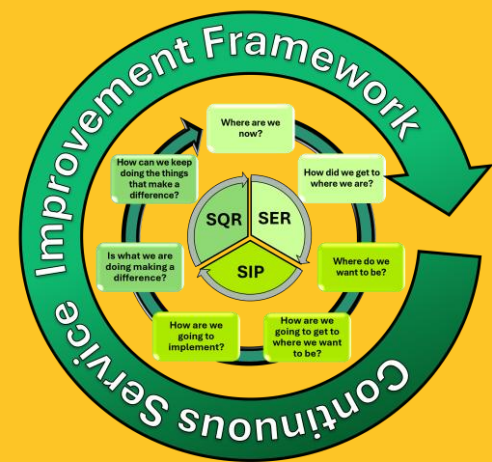 Continuous Service Improvement Framework
Where are we
now?
How did we get to
where we are?
Where do we
want to be?
How are we
going to get to
where we want
to be?
How are we
going to
implement?
Is what we are
doing making a
difference?
How can we keep
doing the things
that make a
difference?
SQR
SER
SIP